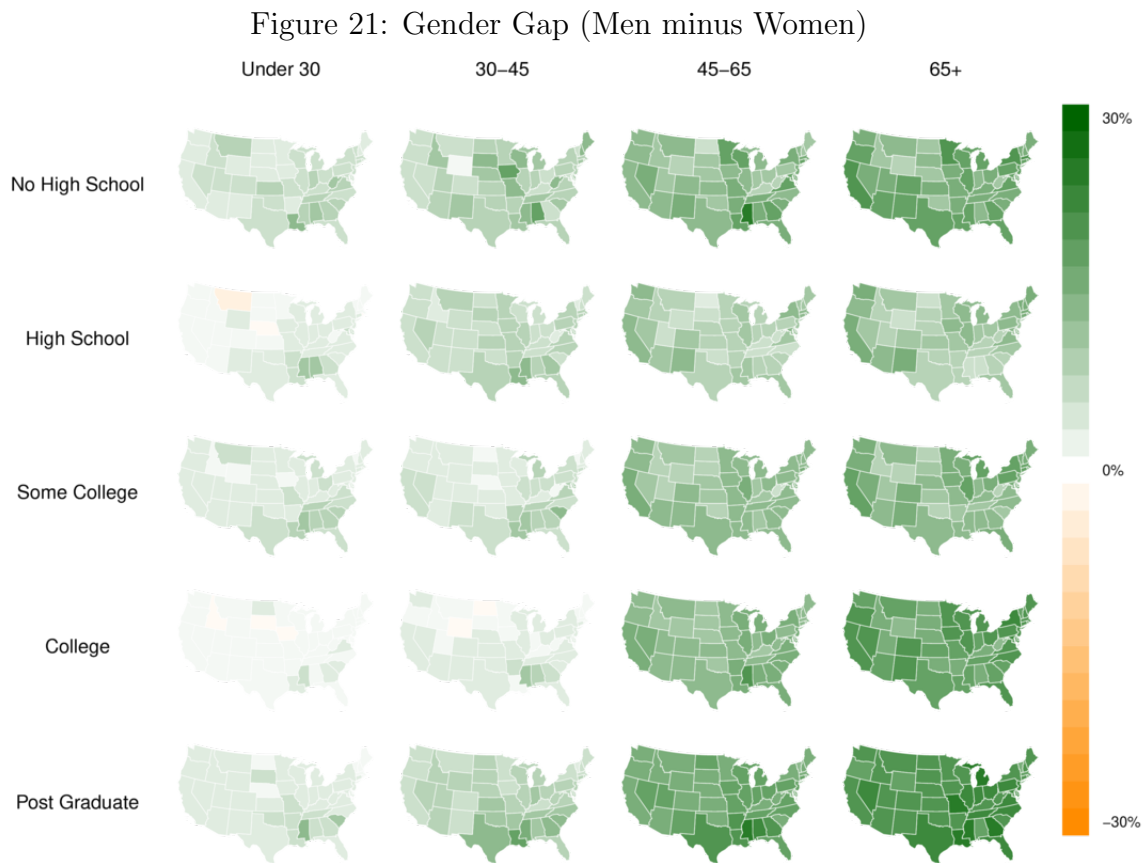 Figure 21: Gender Gap (Men minus Women)
Under 30
30–45
45–65
65+
30%
No High School
High School
0%
Some College
College
Post Graduate
–30%